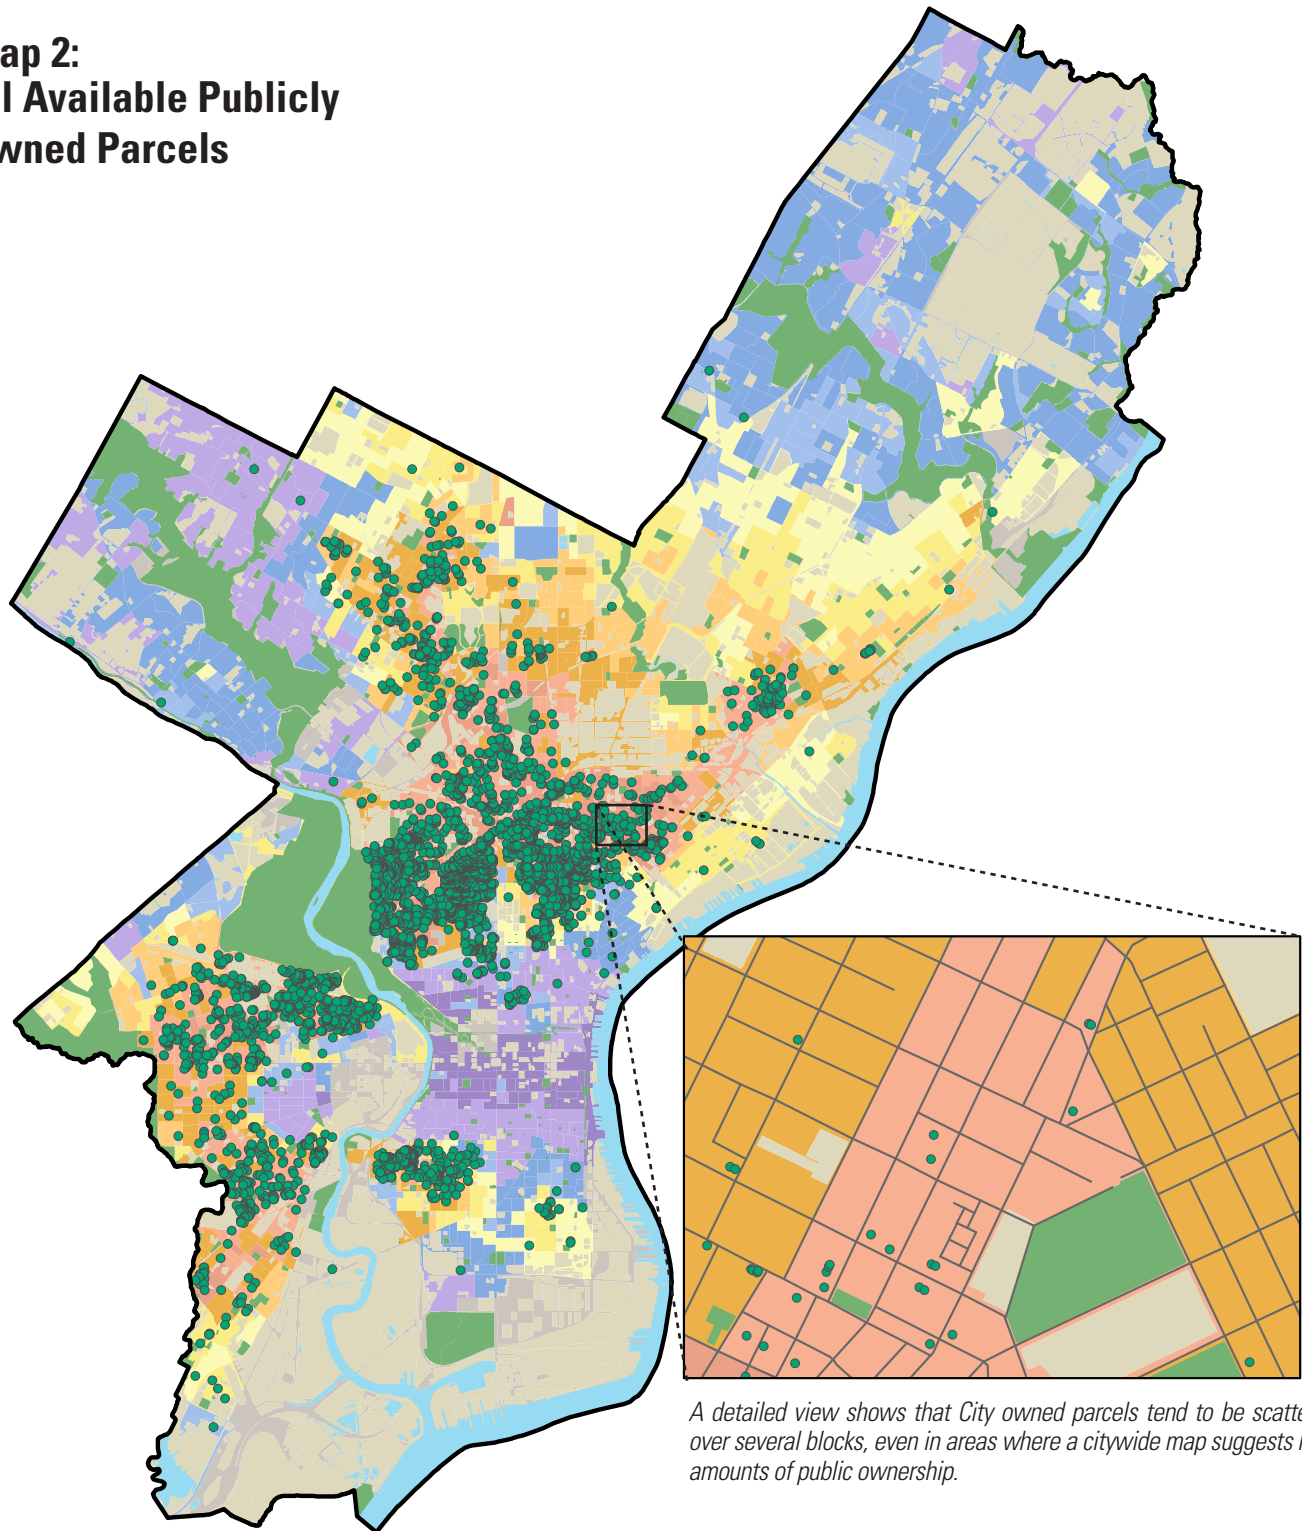 ap 2:
l Available Publicly
wned Parcels
A detailed view shows that City owned parcels tend to be scatte
over several blocks, even in areas where a citywide map suggests
amounts of public ownership.